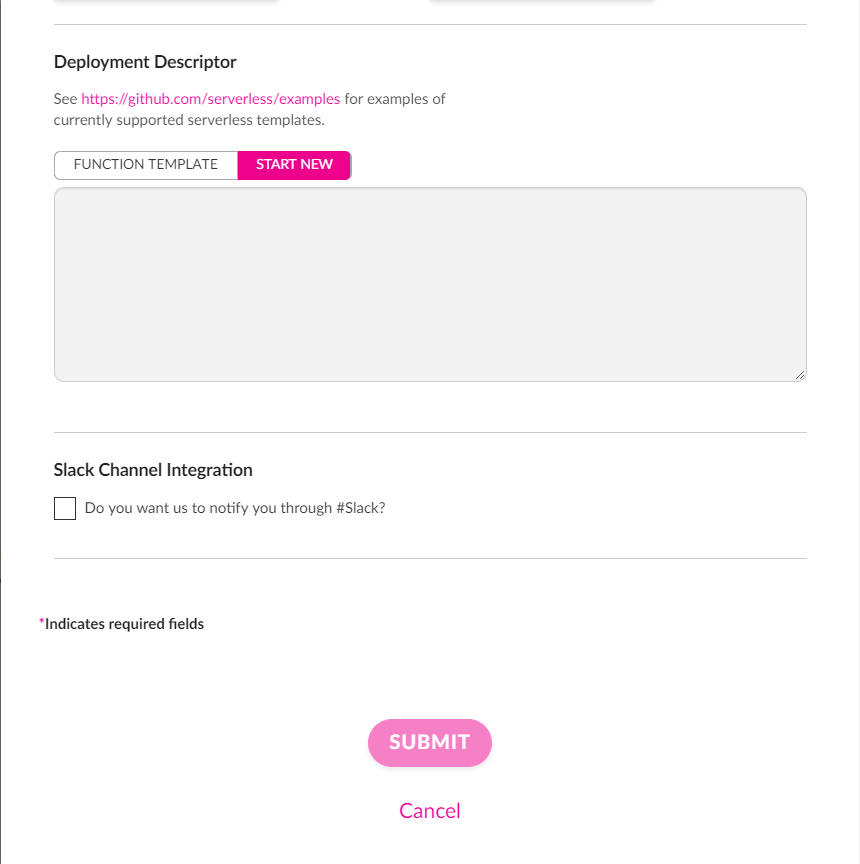 Deployment Descriptor
See https://github.com/serverless/examples for examples of
currently supported serverless templates.
FUNCTION TEMPLATE START NEW
Slack Channel Integration
Do you want us to notify you through #Slack?
*Indicates required fields
SUBMIT
Cancel